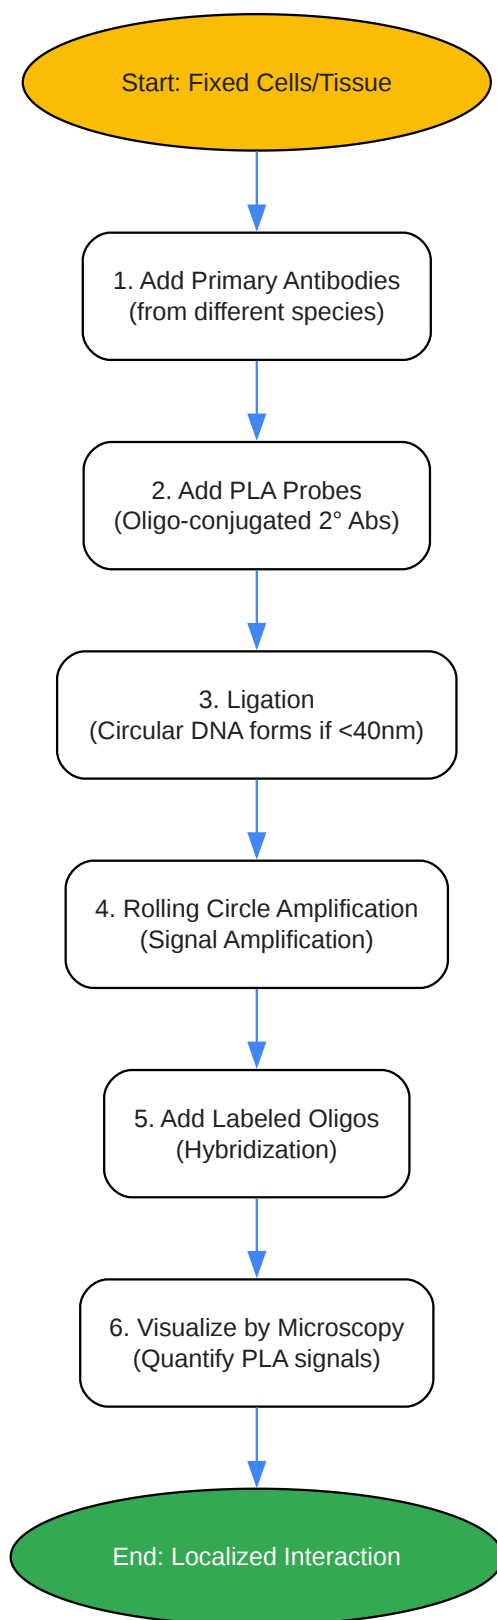 Start: Fixed Cells/Tissue
1. Add Primary Antibodies
(from different species)
2. Add PLA Probes
(Oligo-conjugated 2° Abs)
3. Ligation
(Circular DNA forms if <40nm)
4. Rolling Circle Amplification
(Signal Amplification)
5. Add Labeled Oligos
(Hybridization)
6. Visualize by Microscopy
(Quantify PLA signals)
End: Localized Interaction